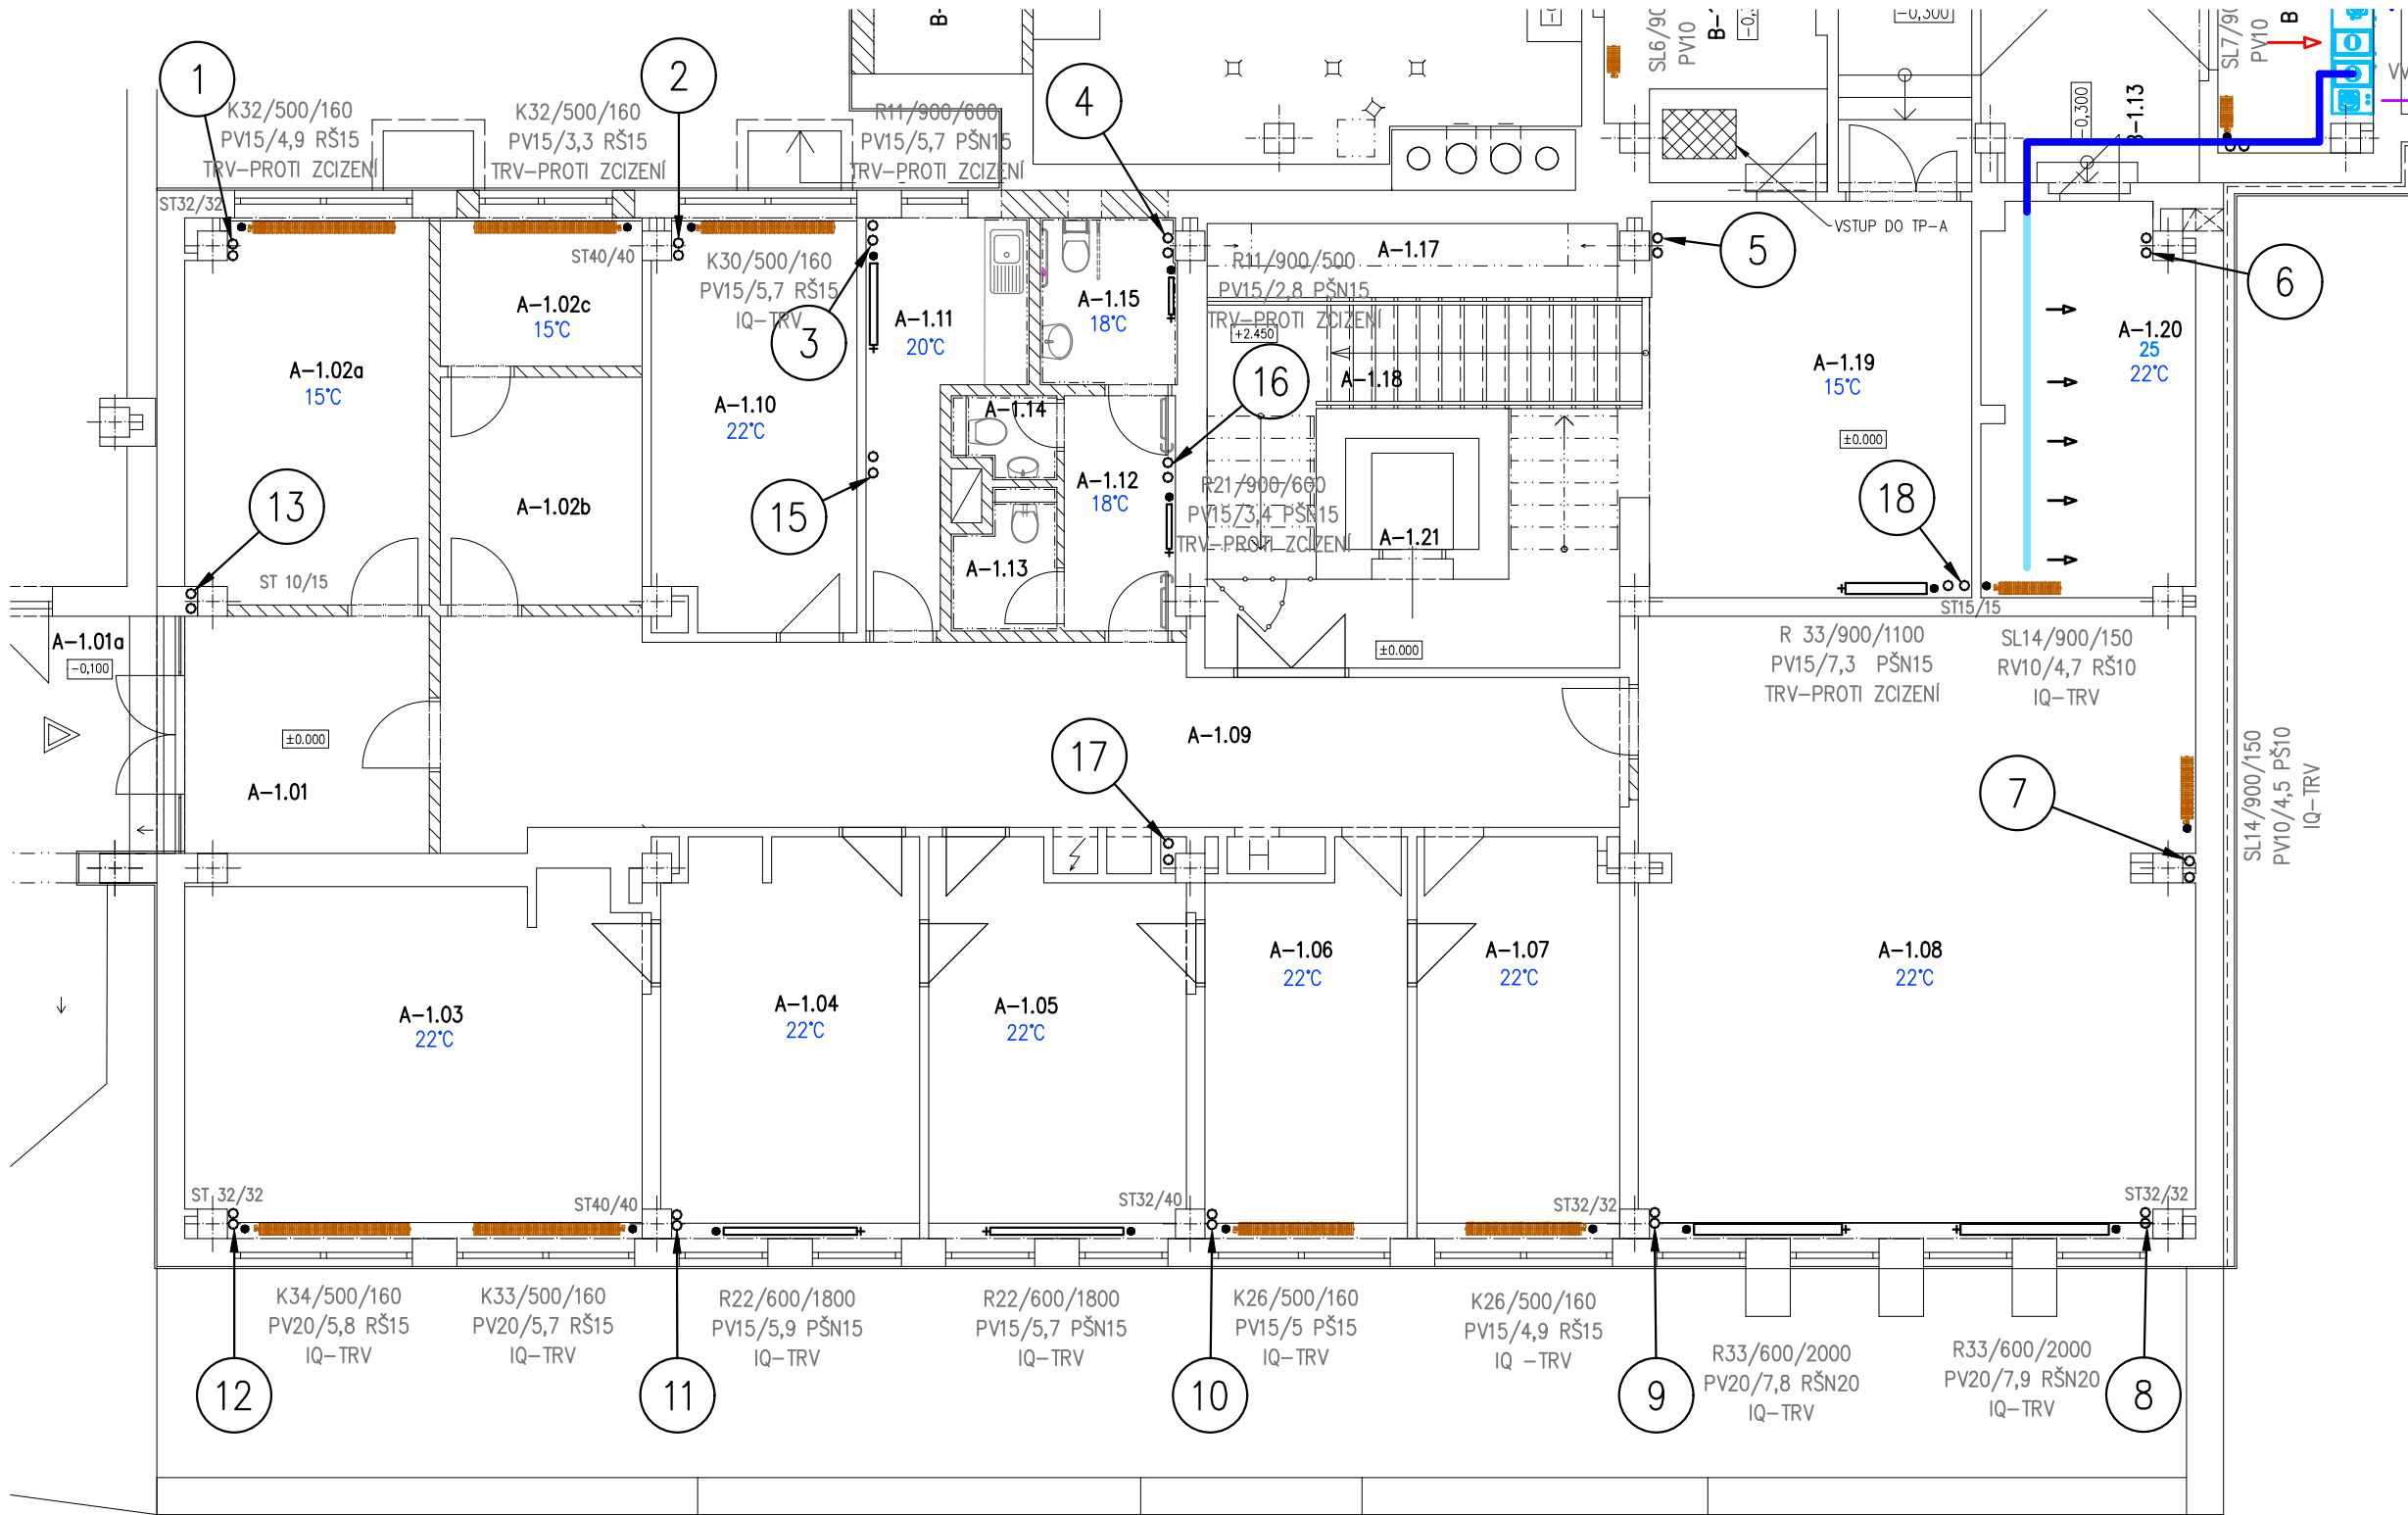 1
K32/500/160
PV15/4,9 RŠ15
TRV-PROTI ZCIZENÍ
K32/500/160
PV15/3,3 RŠ15
TRV-PROTI ZCIZENÍ
2
R11/900/600
PV15/5,7 PŠN15
TRV-PROTI ZCIZENÍ
4
SL6/90
PV10
-0,300
-0,300
B-1.13
SL7/90
PV10
B
ST32/32
ST40/40
K30/500/160
PV15/5,7 RŠ15
IQ-TRV
3
A-1.11
20°C
A-1.15
18°C
A-1.17
R11/900/500
PV15/2,8 PŠN15
TRV-PROTI ZCIZENÍ
+2.450
A-1.18
5
VSTUP DO TP-A
6
A-1.02c
15°C
A-1.02a
15°C
A-1.10
22°C
A-1.14
16
A-1.19
15°C
±0.000
A-1.20
25
22°C
13
ST 10/15
A-1.02b
15
A-1.12
18°C
A-1.13
R21/900/600
PV15/3,4 PŠN15
TRV-PROTI ZCIZENÍ
A-1.21
±0.000
18
ST15/15
R 33/900/1100
PV15/7,3 PŠN15
TRV-PROTI ZCIZENÍ
SL14/900/150
RV10/4,7 RŠ10
IQ-TRV
A-1.01a
-0,100
±0.000
A-1.01
A-1.09
17
7
SL14/900/150
PV10/4,5 PŠ10
IQ-TRV
A-1.03
22°C
A-1.04
22°C
A-1.05
22°C
A-1.06
22°C
A-1.07
22°C
A-1.08
22°C
ST 32/32
ST40/40
ST32/40
ST32/32
ST32/32
12
K34/500/160
PV20/5,8 RŠ15
IQ-TRV
K33/500/160
PV20/5,7 RŠ15
IQ-TRV
11
R22/600/1800
PV15/5,9 PŠN15
IQ-TRV
R22/600/1800
PV15/5,7 PŠN15
IQ-TRV
10
K26/500/160
PV15/5 PŠ15
IQ-TRV
K26/500/160
PV15/4,9 RŠ15
IQ -TRV
9
R33/600/2000
PV20/7,8 RŠN20
IQ-TRV
R33/600/2000
PV20/7,9 RŠN20
IQ-TRV
8